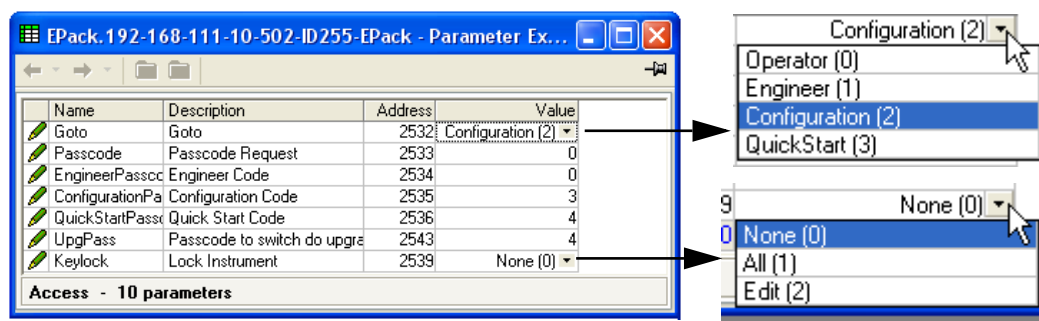 EPack.192-168-111-10-502-ID255-EPack - Parameter Ex...
Name Description Address Value
Goto Goto 2532 Configuration (2)
Passcode Passcode Request 2533 0
EngineerPassco Engineer Code 2534 0
ConfigurationPa Configuration Code 2535 3
QuickStartPassc Quick Start Code 2536 4
UpgPass Passcode to switch do upgra 2543 4
Keylock Lock Instrument 2539 None (0)
Access - 10 parameters
Configuration (2)
Operator (0)
Engineer (1)
Configuration (2)
QuickStart (3)
9 None (0)
0 None (0)
All (1)
Edit (2)